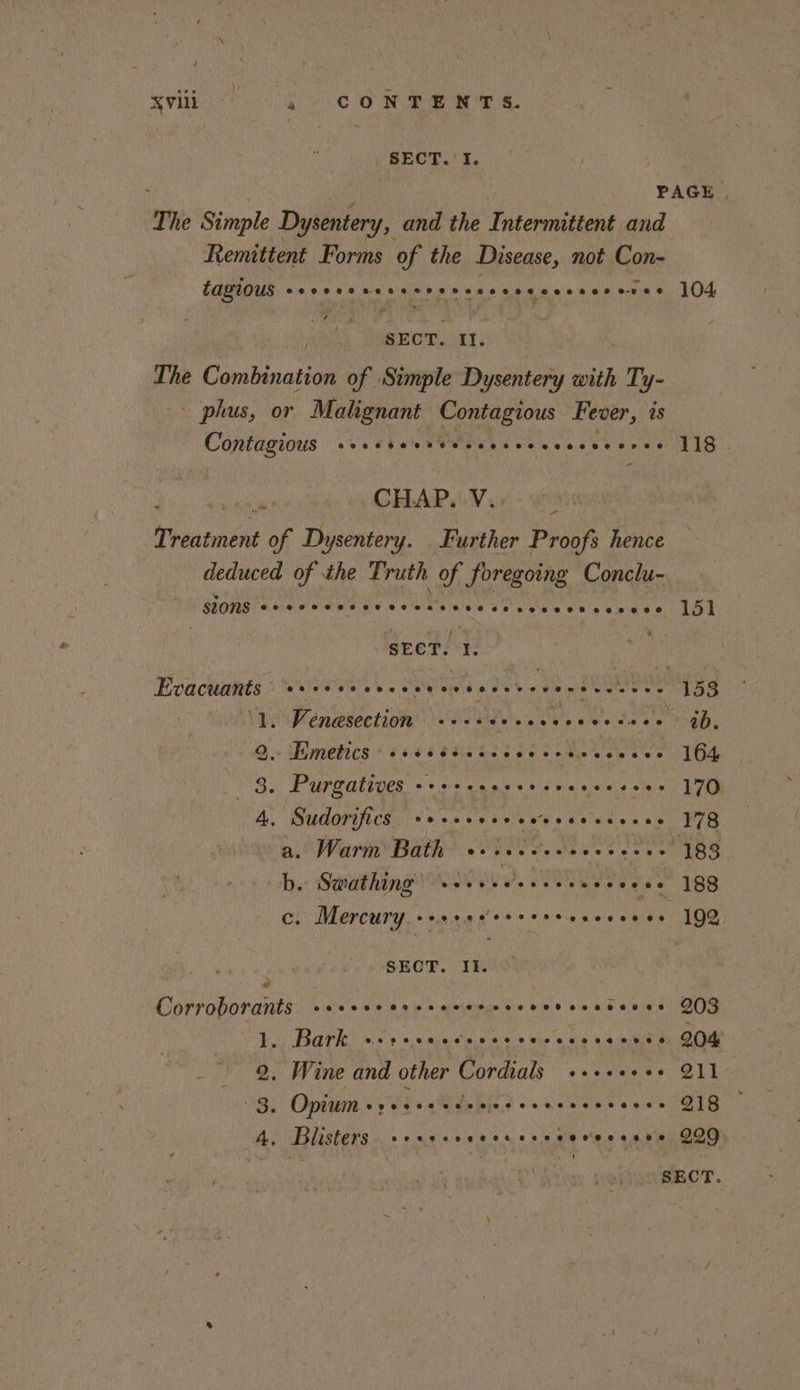 xviii CONTENTS.
SECT. I.
PAGE
The Simple Dysentery, and the Intermittent and
Remittent Forms of the Disease, not Con-
tagious ................................ 104
SECT. II.
The Combination of Simple Dysentery with Ty-
phus, or Malignant Contagious Fever, is
Contagious ................................ 118
CHAP. V.
Treatment of Dysentery. Further Proofs hence
deduced of the Truth of foregoing Conclu-
sions ................................ 151
SECT. I.
Evacuants ................................ 153
1. Venæsection ........................ ib.
2. Emetics ........................ 164
3. Purgatives ........................ 170
4. Sudorifics ........................ 178
a. Warm Bath .................... 183
b. Swathing .................... 188
c. Mercury .................... 192
SECT. II.
Corroborants ................................ 203
1. Bark ........................ 204
2. Wine and other Cordials ........ 211
3. Opium ........................ 218
4. Blisters ........................ 229
SECT.